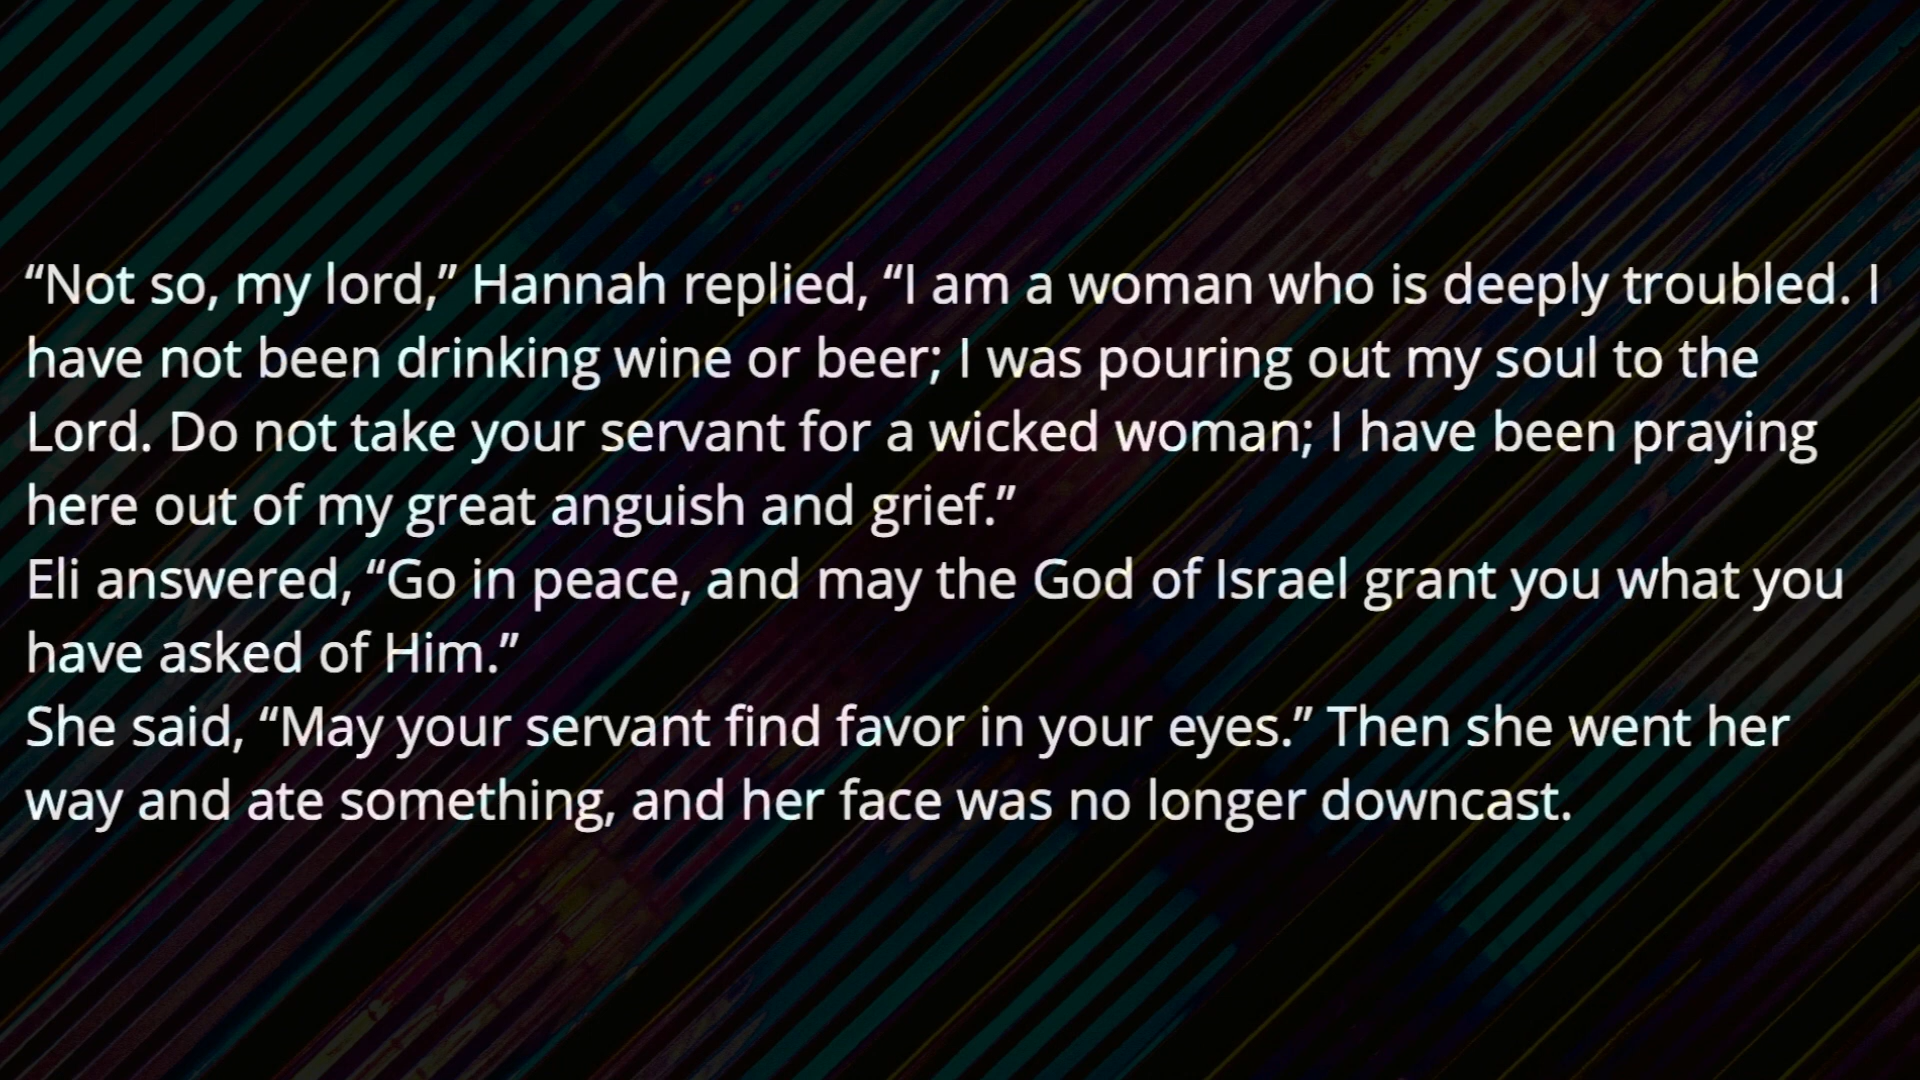 “Not so, my lord,” Hannah replied, “I am a woman who is deeply troubled. I
have not been drinking wine or beer; I was pouring out my soul to the
Lord. Do not take your servant for a wicked woman; I have been praying
here out of my great anguish and grief.”
Eli answered, “Go in peace, and may the God of Israel grant you what you
have asked of Him.”
She said, “May your servant find favor in your eyes.” Then she went her
way and ate something, and her face was no longer downcast.